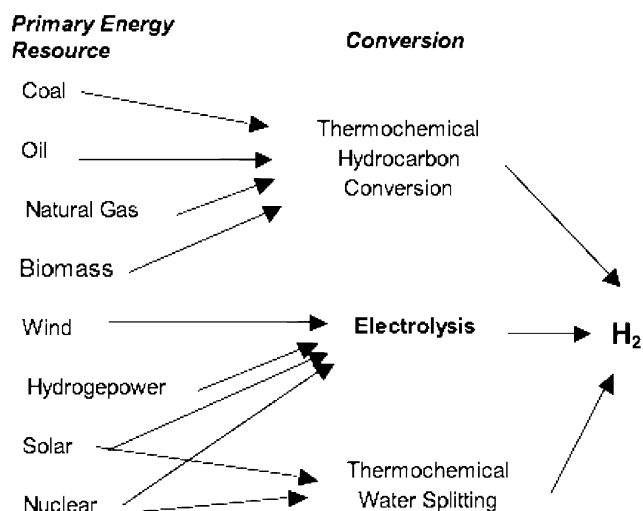 Primary Energy
Resource
Conversion
Coal
Oil
Natural Gas
Biomass
Wind
Hydrogepower
Solar
Nuclear
Thermochemical
Hydrocarbon
Conversion
Electrolysis
Thermochemical
Water Splitting
H₂